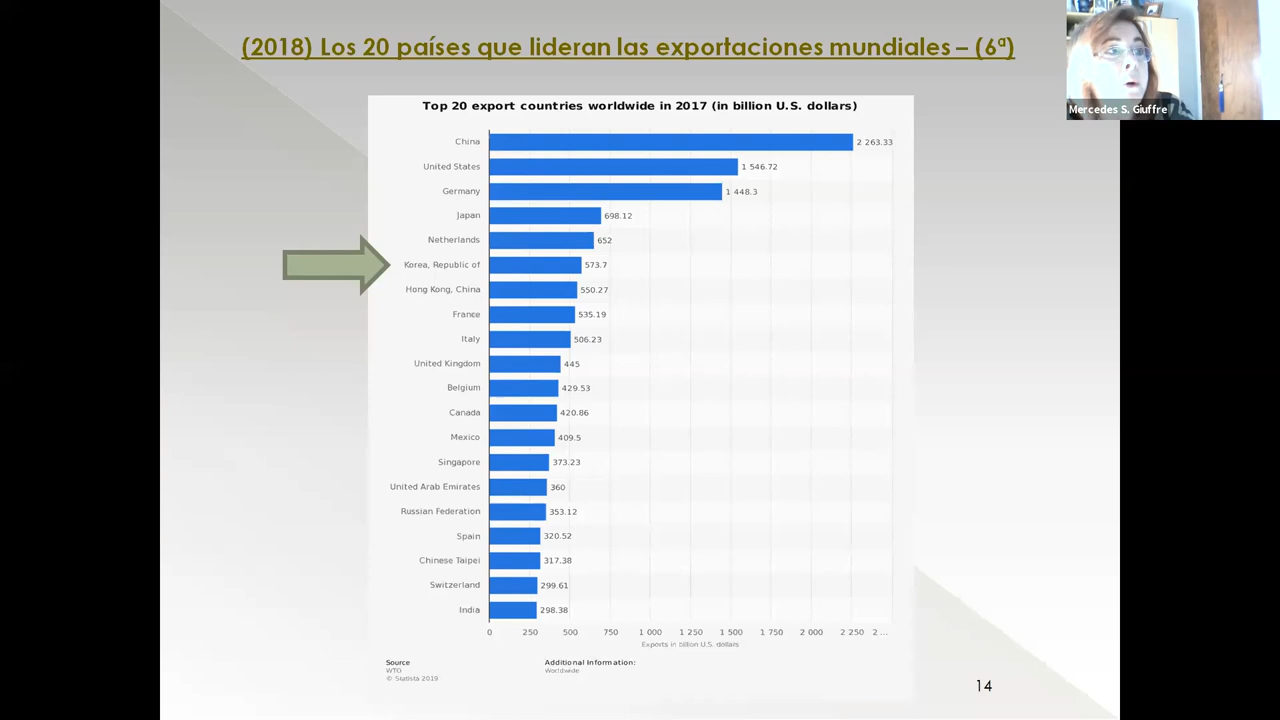 (2018) Los 20 países que lideran las exportaciones mundiales – (6ª)
Mercedes S. Giuffre
Top 20 export countries worldwide in 2017 (in billion U.S. dollars)
China 2 263.33
United States 1 546.72
Germany 1 448.3
Japan 698.12
Netherlands 652
Korea, Republic of 573.7
Hong Kong, China 550.27
France 535.19
Italy 506.23
United Kingdom 445
Belgium 429.53
Canada 420.86
Mexico 409.5
Singapore 373.23
United Arab Emirates 360
Russian Federation 353.12
Spain 320.52
Chinese Taipei 317.38
Switzerland 299.61
India 298.38
0 250 500 750 1 000 1 250 1 500 1 750 2 000 2 250 2 ...
Exports in billion U.S. dollars
Source Additional Information:
WTO Worldwide
© Statista 2019
14